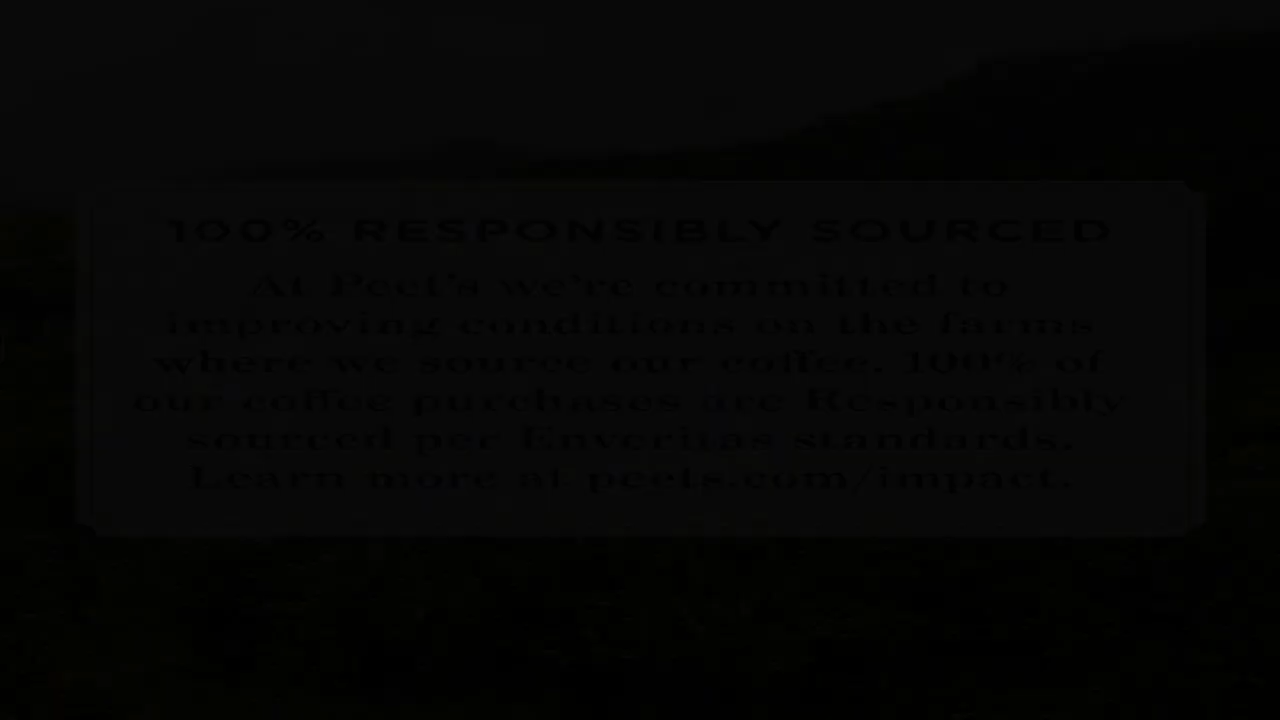 100% RESPONSIBLY SOURCED
At Peet's we're committed to
improving conditions on the farms
where we source our coffee. 100% of
our coffee purchases are Responsibly
sourced per Enveritas standards.
Learn more at peets.com/impact.